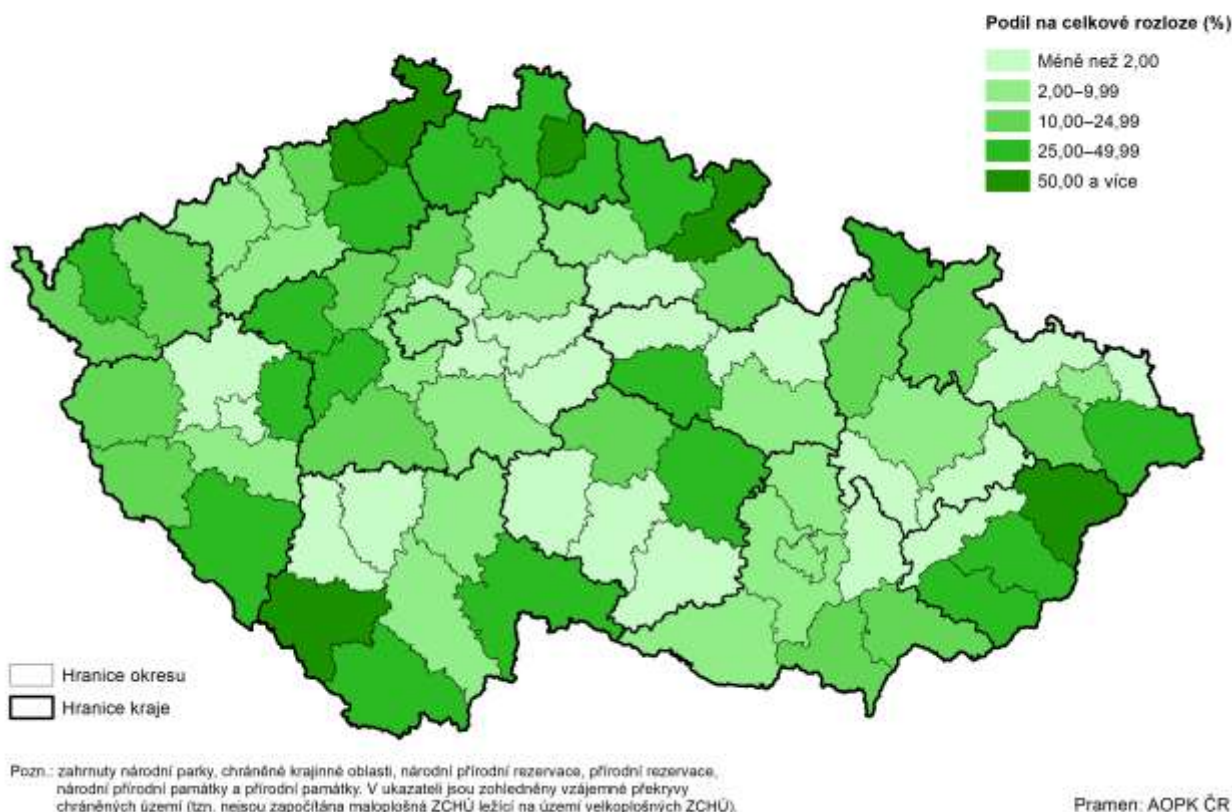 Podíl na celkové rozloze (%)
Méně než 2,00
2,00–9,99
10,00–24,99
25,00–49,99
50,00 a více
Hranice okresu
Hranice kraje
Pozn.: zahrnuty národní parky, chráněné krajinné oblasti, národní přírodní rezervace, přírodní rezervace,
národní přírodní památky a přírodní památky. V ukazateli jsou zohledněny vzájemné překryvy
chráněných území (tzn. nejsou započítána maloplošná ZCHÚ ležící na území velkoplošných ZCHÚ).
Pramen: AOPK ČR